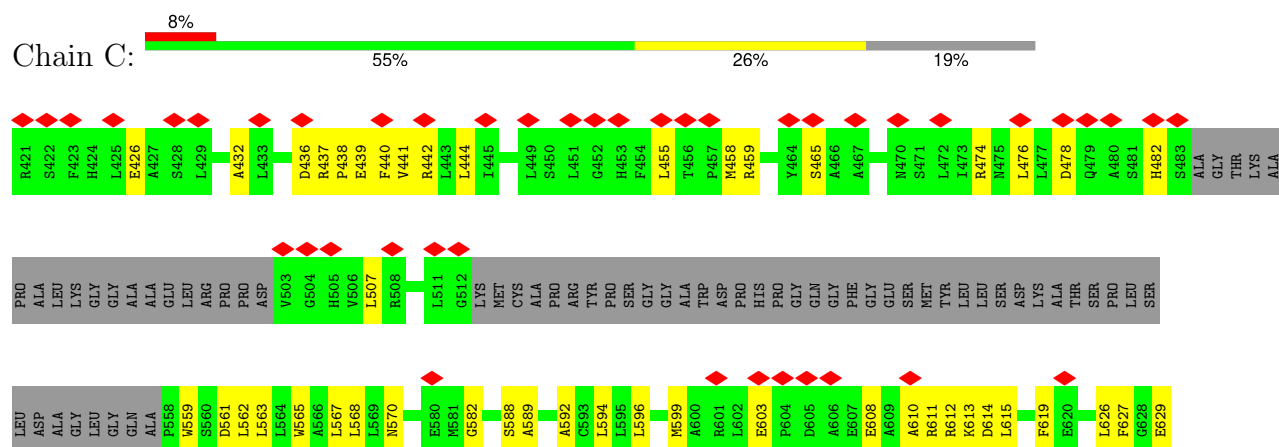 8%
Chain C:
55% 26% 19%
R421 S422 F423 H424 L425 E426 A427 S428 L429 A432 L433 D436 R437 P438 E439 F440 V441 R442 L443 L444 I445 L449 S450 L451 G452 H453 F454 L455 T456 P457 M458 R459 Y464 S465 A466 A467 N470 S471 L472 I473 R474 N475 L476 L477 D478 Q479 A480 S481 H482 S483 ALA GLY THR LYS ALA
PRO ALA LEU LYS GLY GLY ALA ALA GLU LEU ARG PRO PRO ASP V503 G504 H505 V506 L507 R508 L511 G512 LYS MET CYS ALA PRO ARG TYR PRO SER GLY GLY ALA TRP ASP PRO HIS PRO GLY GLN GLY PHE GLY GLU SER MET TYR LEU LEU SER ASP LYS ALA THR SER PRO LEU SER
LEU ASP ALA GLY LEU GLY GLN ALA P558 W559 S560 D561 L562 L563 L564 W565 A566 L567 L568 L569 N570 E580 M581 G582 S588 A589 A592 C593 L594 L595 L596 M599 A600 R601 L602 E603 P604 D605 A606 E607 E608 A609 A610 R611 R612 K613 D614 L615 F619 E620 L626 F627 G628 E629